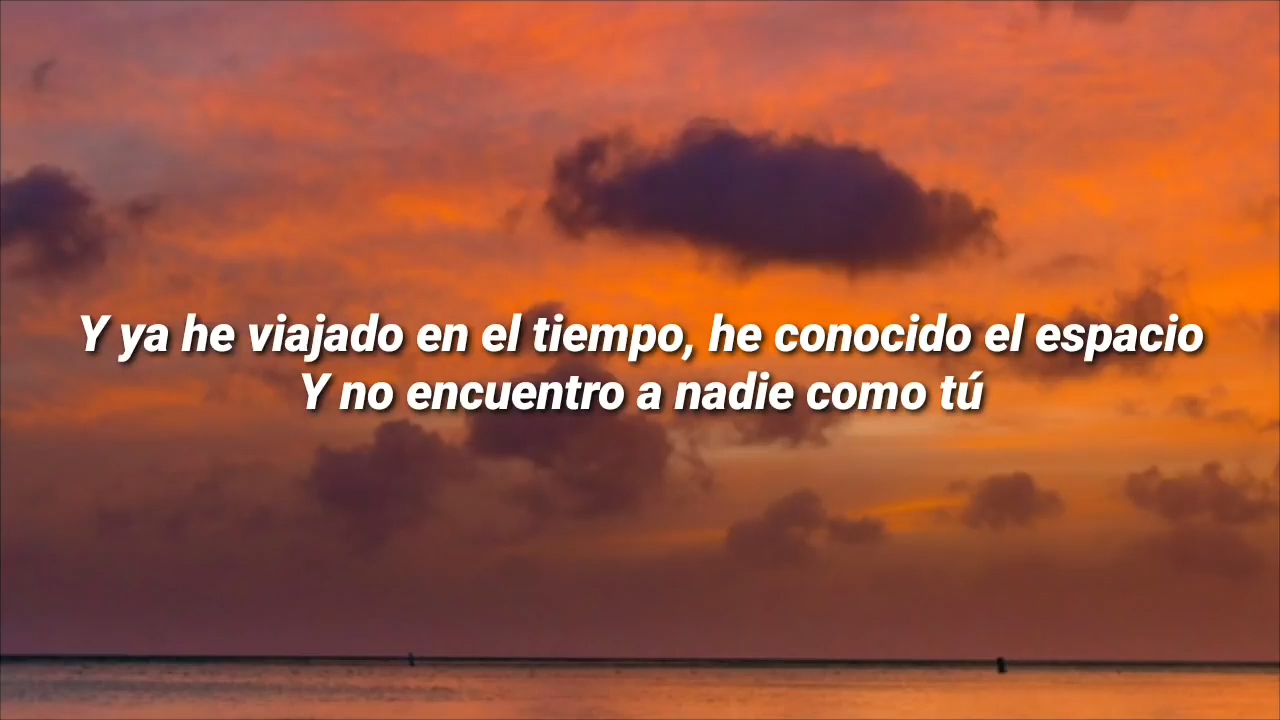 Y ya he viajado en el tiempo, he conocido el espacio
Y no encuentro a nadie como tú